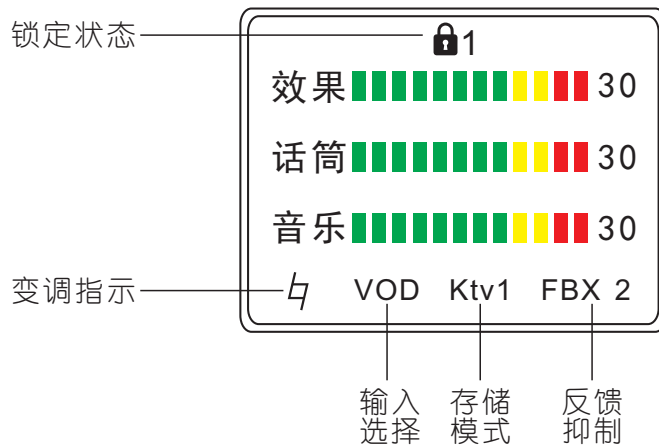 锁定状态
1
效果 30
话筒 30
音乐 30
变调指示
VOD Ktv1 FBX 2
输入选择
存储模式
反馈抑制